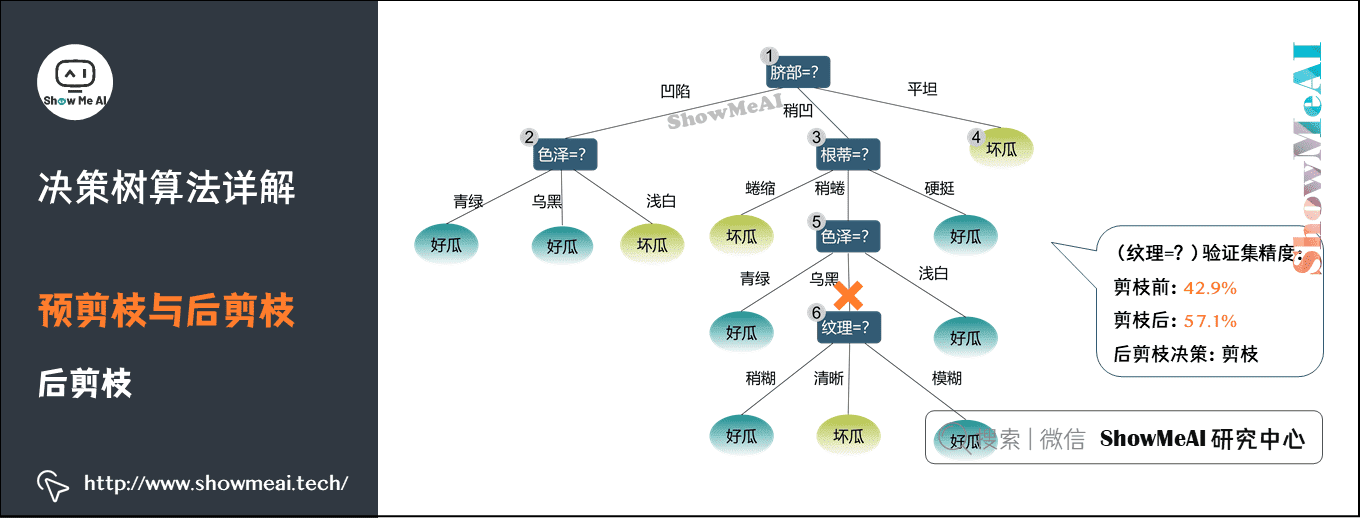 Show Me AI
决策树算法详解
预剪枝与后剪枝
后剪枝
http://www.showmeai.tech/
1
脐部=?
凹陷
稍凹
平坦
ShowMeAI
2
色泽=?
3
根蒂=?
4
坏瓜
青绿
乌黑
浅白
蜷缩
稍蜷
硬挺
好瓜
好瓜
坏瓜
坏瓜
5
色泽=?
好瓜
青绿
乌黑
浅白
好瓜
6
纹理=?
好瓜
稍糊
清晰
模糊
好瓜
坏瓜
好瓜
(纹理=?)验证集精度:
剪枝前: 42.9%
剪枝后: 57.1%
后剪枝决策: 剪枝
搜索 | 微信 ShowMeAI 研究中心
ShowMeAI